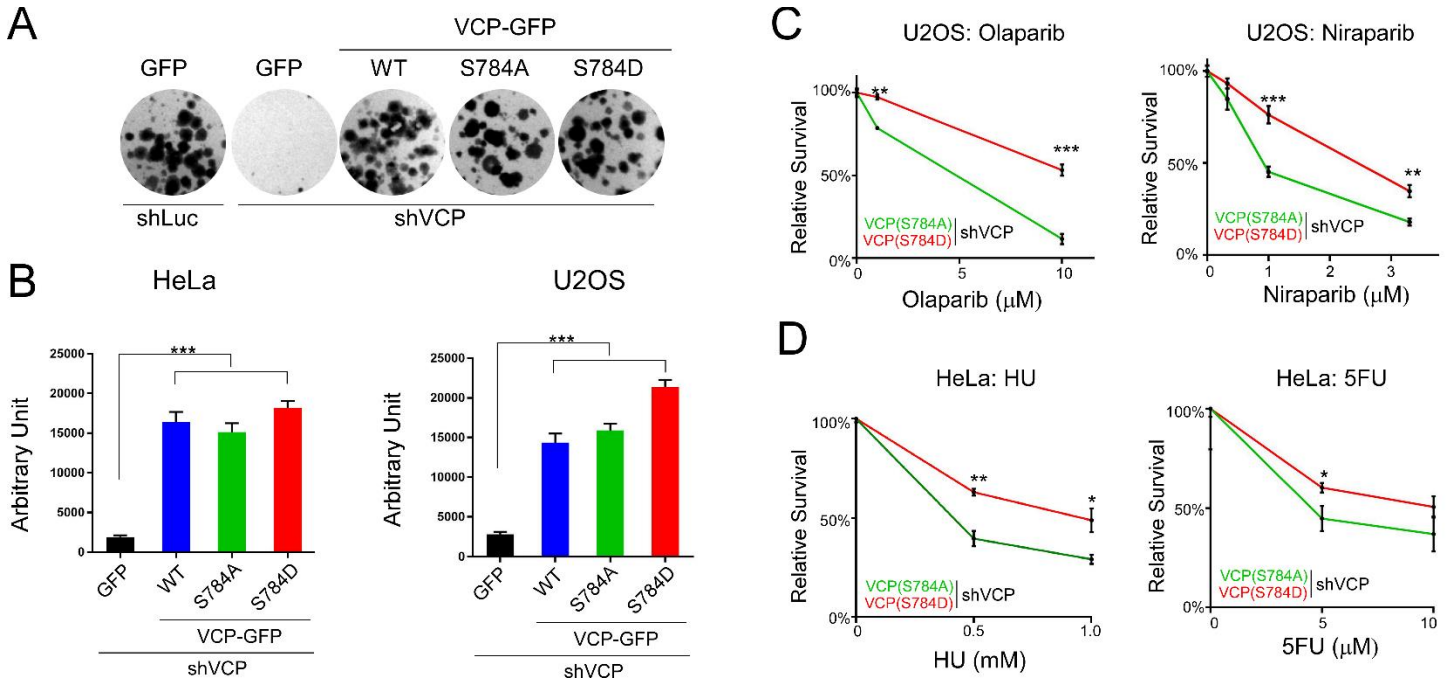 A
VCP-GFP
GFP GFP WT S784A S784D
shLuc shVCP
B
HeLa
Arbitrary Unit
25000
20000
15000
10000
5000
0
***
GFP WT S784A S784D
VCP-GFP
shVCP
U2OS
Arbitrary Unit
25000
20000
15000
10000
5000
0
***
GFP WT S784A S784D
VCP-GFP
shVCP
C
U2OS: Olaparib
Relative Survival
100%
50%
0%
**
***
VCP(S784A)
VCP(S784D)
shVCP
0 5 10
Olaparib (μM)
U2OS: Niraparib
Relative Survival
100%
50%
0%
***
**
VCP(S784A)
VCP(S784D)
shVCP
0 1 2 3
Niraparib (μM)
D
HeLa: HU
Relative Survival
100%
50%
0%
**
*
VCP(S784A)
VCP(S784D)
shVCP
0 0.5 1.0
HU (mM)
HeLa: 5FU
Relative Survival
100%
50%
0%
*
VCP(S784A)
VCP(S784D)
shVCP
0 5 10
5FU (μM)